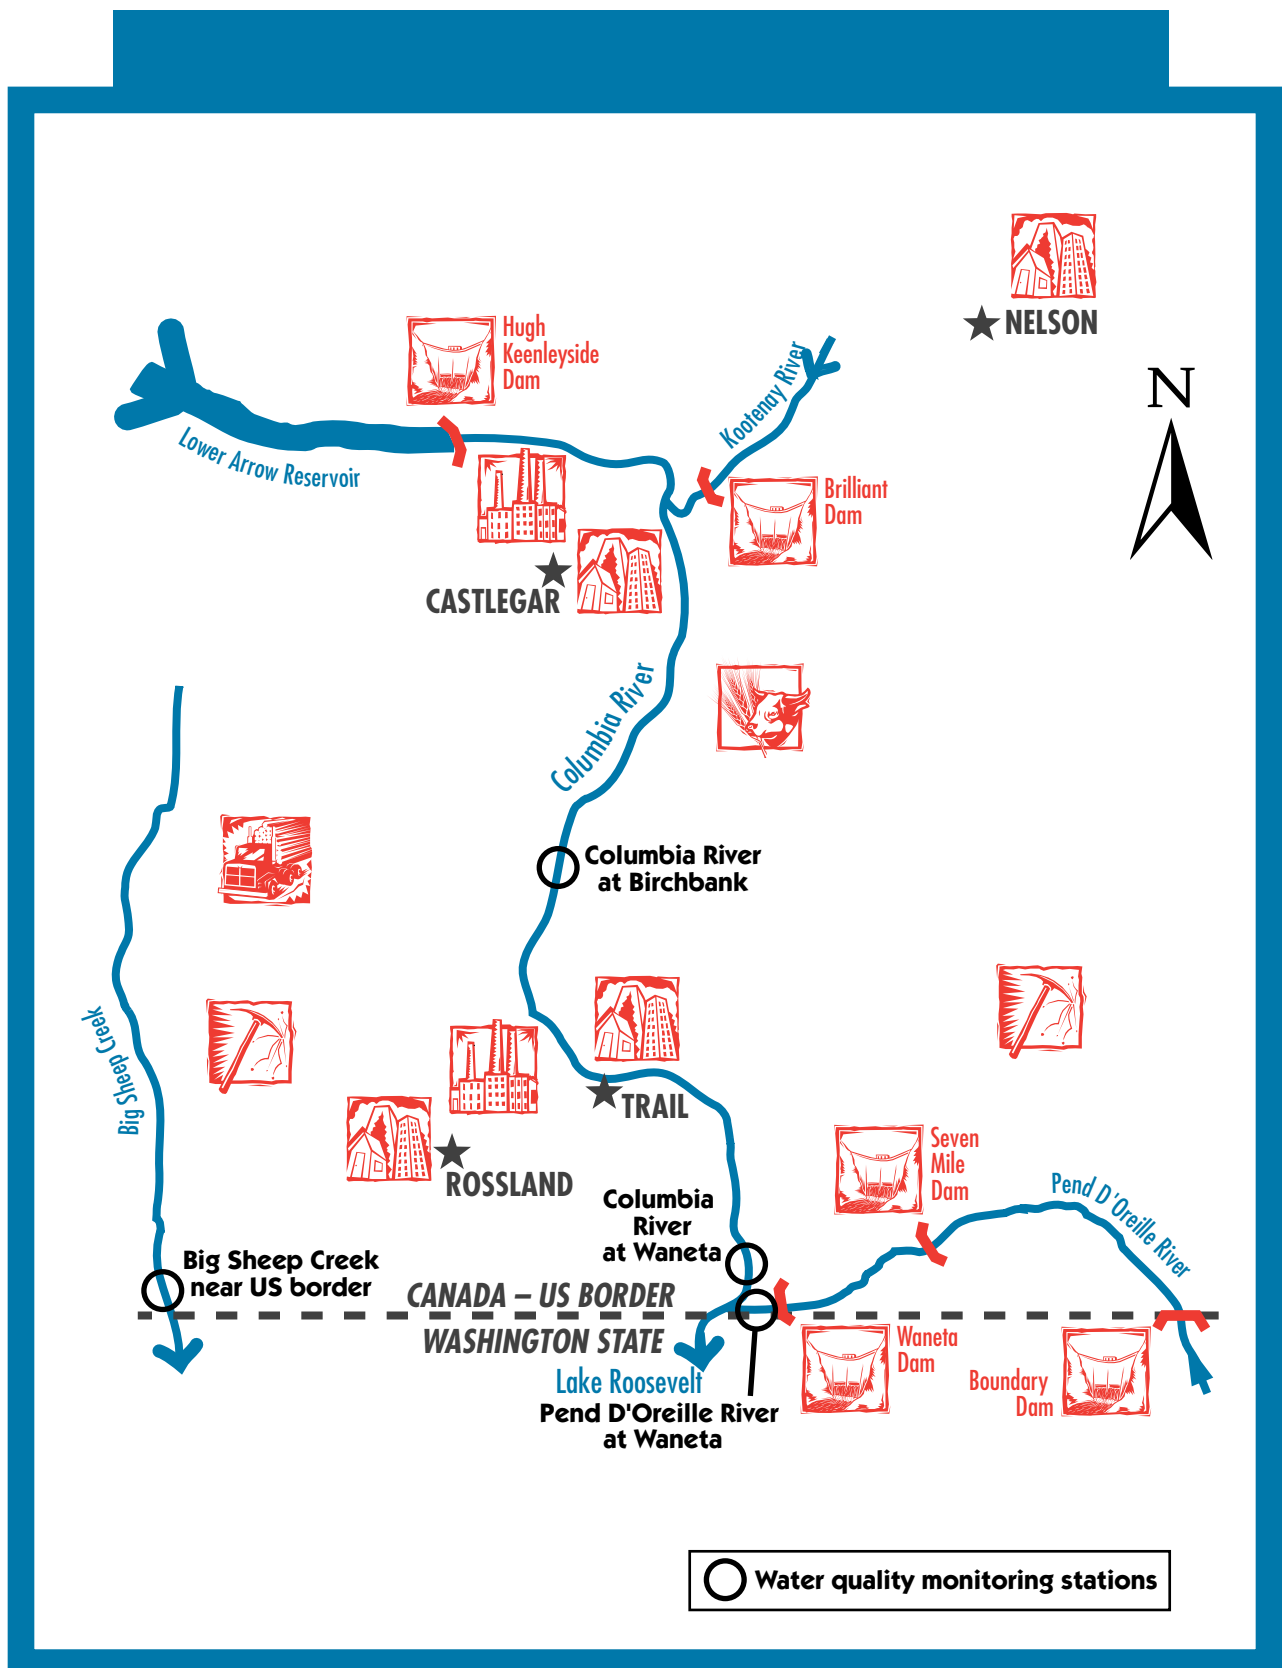 NELSON
Hugh
Keenleyside
Dam
Kootenay River
N
Lower Arrow Reservoir
Brilliant
Dam
CASTLEGAR
Columbia River
Columbia River
at Birchbank
Big Sheep Creek
TRAIL
ROSSLAND
Seven
Mile
Dam
Pend D'Oreille River
Columbia
River
at Waneta
Big Sheep Creek
near US border
CANADA – US BORDER
WASHINGTON STATE
Waneta
Dam
Boundary
Dam
Lake Roosevelt
Pend D'Oreille River
at Waneta
Water quality monitoring stations